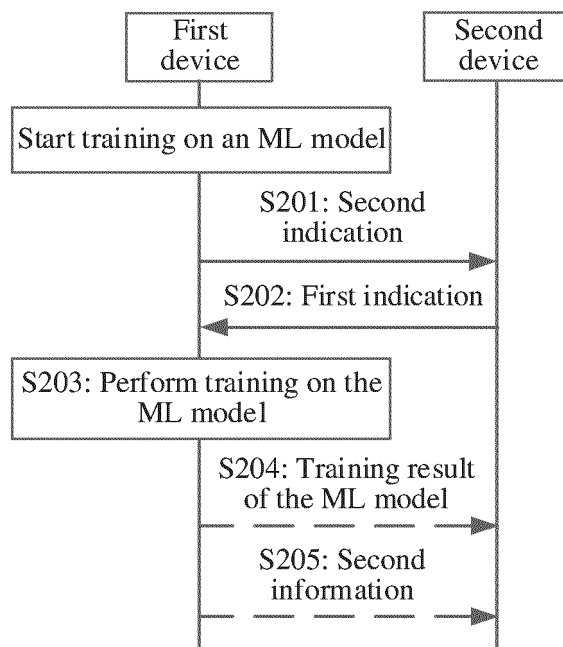 First
device
Second
device
Start training on an ML model
S201: Second
indication
S202: First indication
S203: Perform training on the
ML model
S204: Training result
of the ML model
S205: Second
information